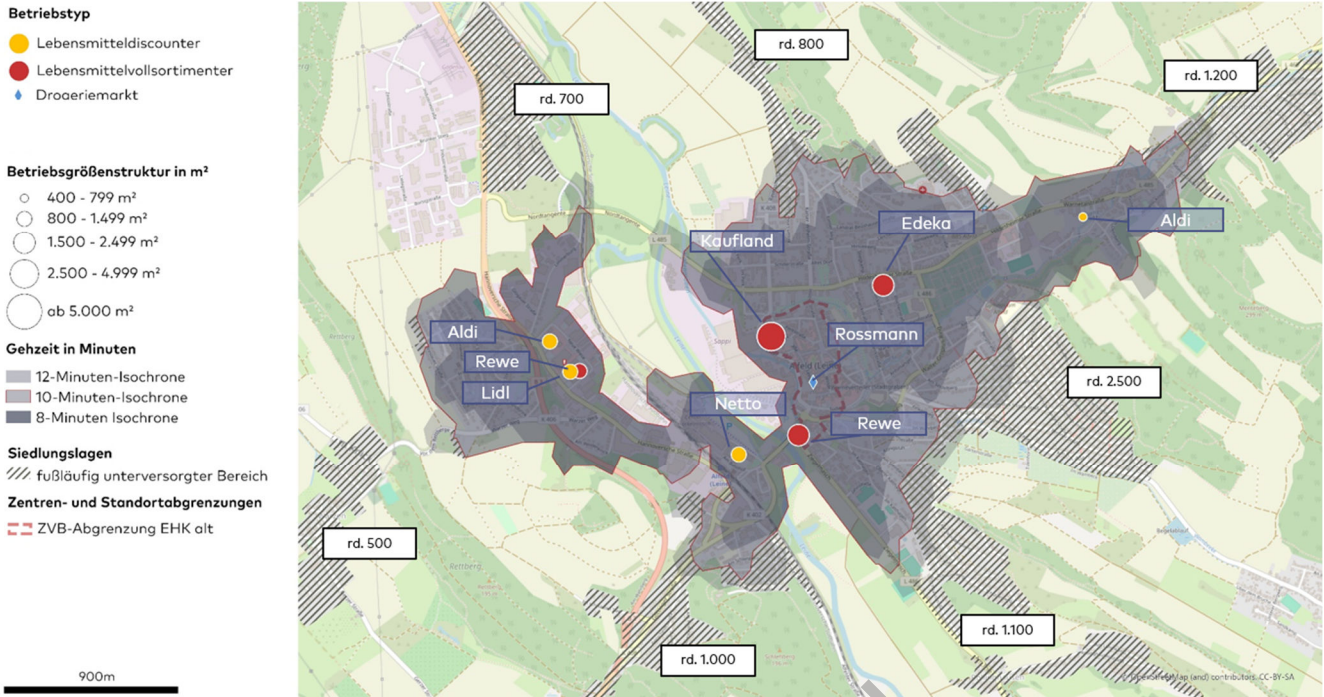 Betriebstyp
Lebensmitteldiscounter
Lebensmittelvollsortimenter
Drogeriemarkt
Betriebsgrößenstruktur in m²
400 - 799 m²
800 - 1.499 m²
1.500 - 2.499 m²
2.500 - 4.999 m²
ab 5.000 m²
Gehzeit in Minuten
12-Minuten-Isochrone
10-Minuten-Isochrone
8-Minuten Isochrone
Siedlungslagen
fußläufig unterversorgter Bereich
Zentren- und Standortabgrenzungen
ZVB-Abgrenzung EHK alt
900m
rd. 700
rd. 800
rd. 1.200
Kaufland
Edeka
Aldi
Aldi
Rewe
Lidl
Rossmann
Netto
Rewe
rd. 2.500
rd. 500
rd. 1.000
rd. 1.100
Sappi
Rettberg
L 485
OpenStreetMap (and) contributors, CC-BY-SA